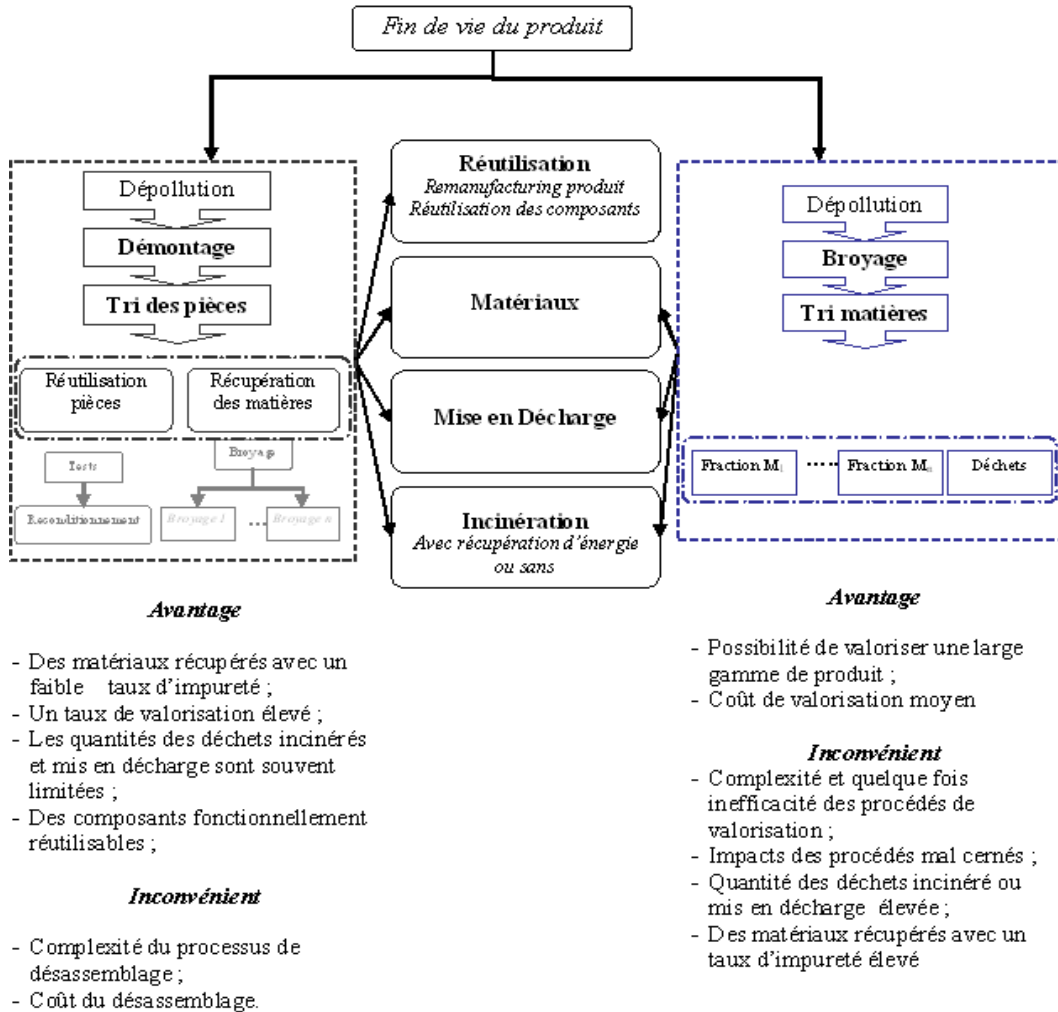 Fin de vie du produit
Dépollution
Démontage
Tri des pièces
Réutilisation
pièces
Récupération
des matières
Tests
Broyage
Reconditionnement
Broyage 1
...
Broyage n
Réutilisation
Remanufacturing produit
Réutilisation des composants
Matériaux
Mise en Décharge
Incinération
Avec récupération d'énergie
ou sans
Dépollution
Broyage
Tri matières
Fraction M1
.....
Fraction Mn
Déchets
Avantage
- Des matériaux récupérés avec un
faible taux d'impureté ;
- Un taux de valorisation élevé ;
- Les quantités des déchets incinérés
et mis en décharge sont souvent
limitées ;
- Des composants fonctionnellement
réutilisables ;
Inconvénient
- Complexité du processus de
désassemblage ;
- Coût du désassemblage.
Avantage
- Possibilité de valoriser une large
gamme de produit ;
- Coût de valorisation moyen
Inconvénient
- Complexité et quelque fois
inefficacité des procédés de
valorisation ;
- Impacts des procédés mal cernés ;
- Quantité des déchets incinéré ou
mis en décharge élevée ;
- Des matériaux récupérés avec un
taux d'impureté élevé